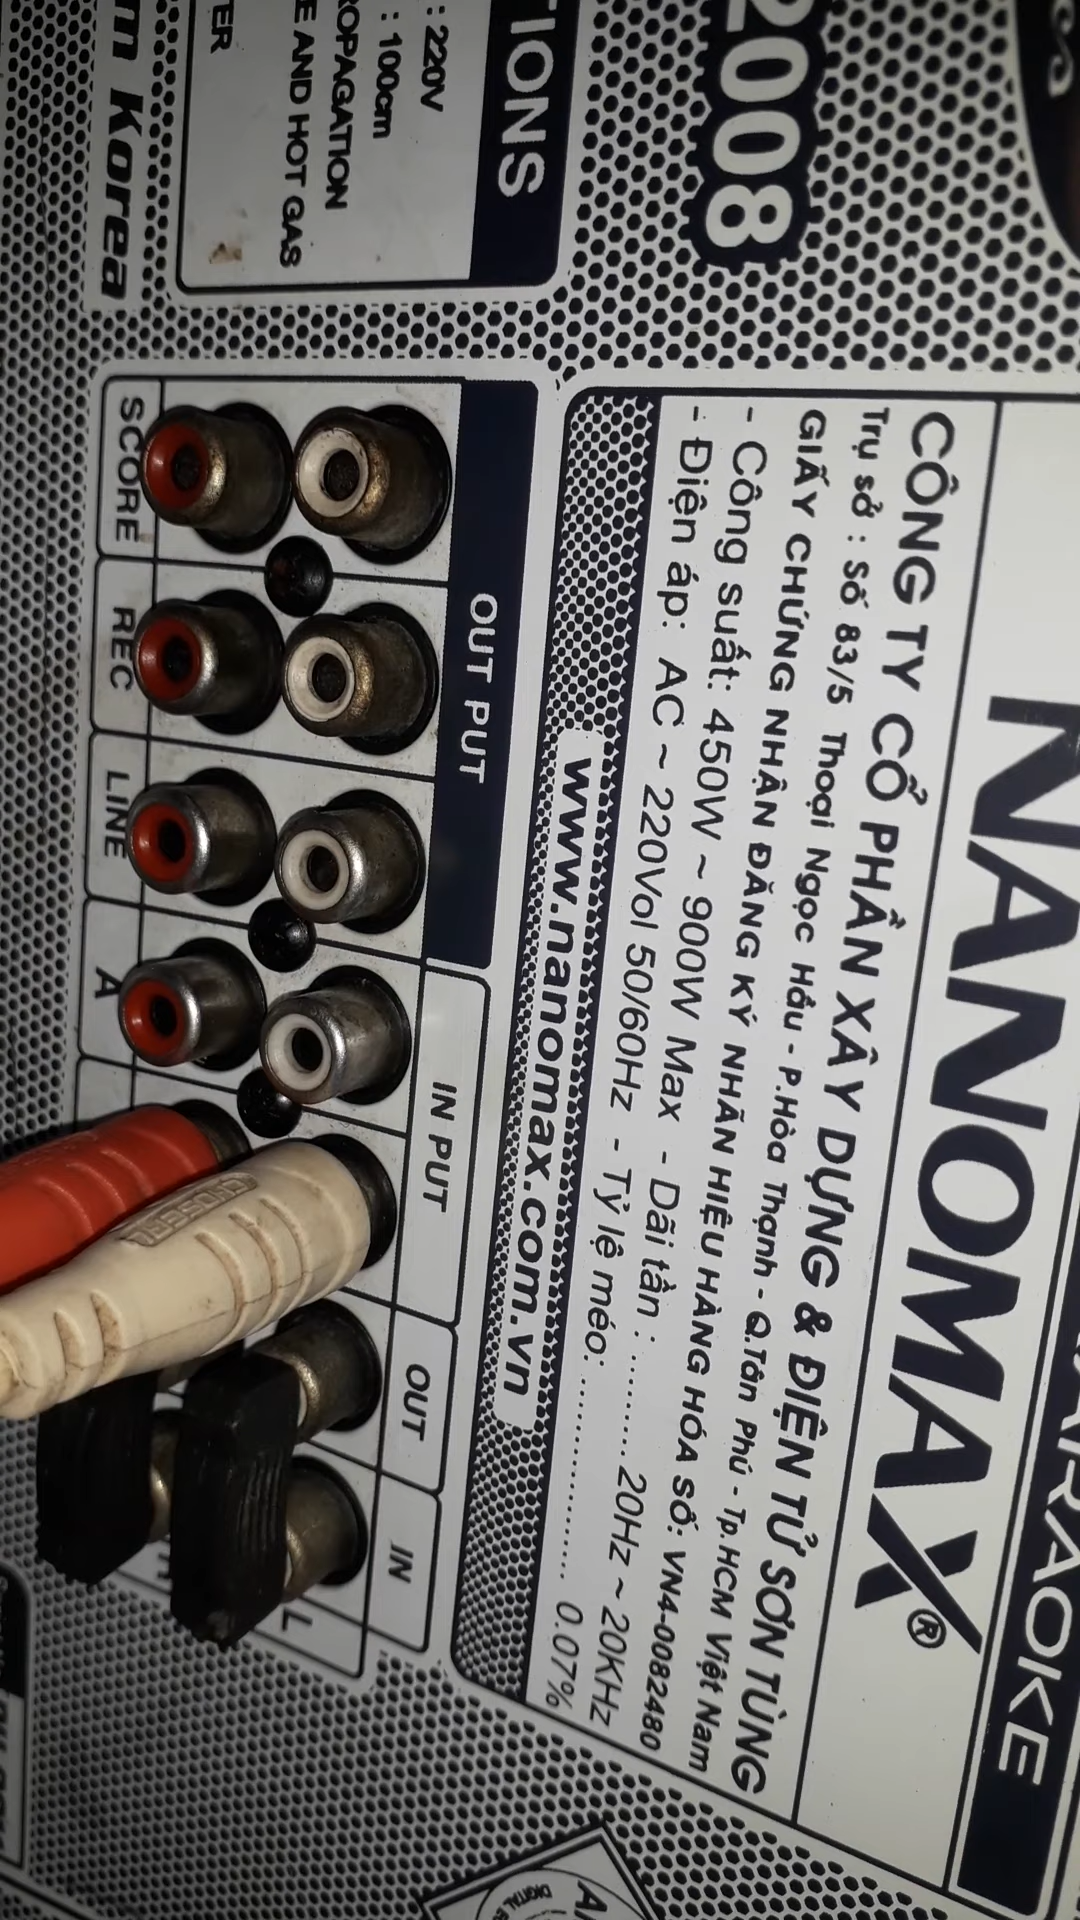 KARAOKE
NANOMAX®
CÔNG TY CỔ PHẦN XÂY DỰNG & ĐIỆN TỬ SƠN TÙNG
Trụ sở : Số 83/5 Thoại Ngọc Hầu - P.Hòa Thạnh - Q.Tân Phú - Tp.HCM Việt Nam
GIẤY CHỨNG NHẬN ĐĂNG KÝ NHÃN HIỆU HÀNG HÓA SỐ: VN4-0082480
- Công suất: 450W ~ 900W Max - Dãi tần : .......... 20Hz ~ 20KHz
- Điện áp: AC ~ 220Vol 50/60Hz - Tỷ lệ méo: .................... 0.07%
www.nanomax.com.vn
2008
TIONS
: 220V
: 100cm
ROPAGATION
E AND HOT GAS
TER
m Korea
OUT PUT
IN PUT
OUT
IN
L
SCORE
REC
LINE
A